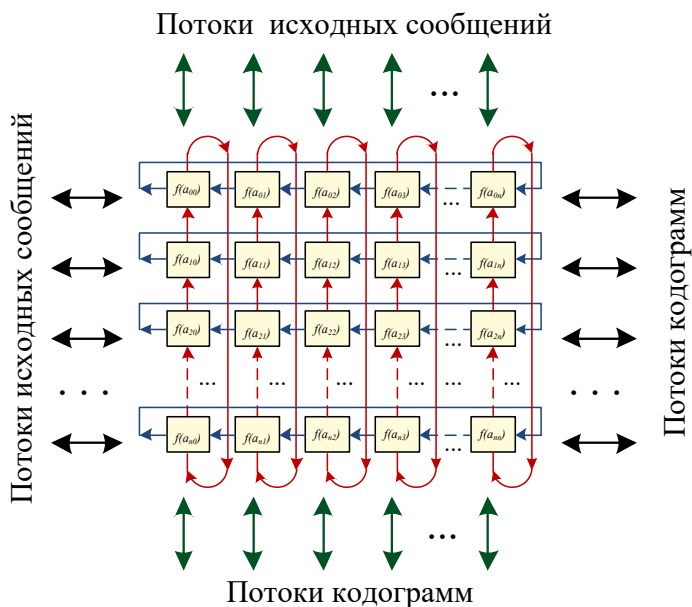 Потоки исходных сообщений
...
Потоки исходных сообщений
Потоки кодограмм
f(a00) f(a01) f(a02) f(a03) ... f(a0n)
f(a10) f(a11) f(a12) f(a13) ... f(a1n)
f(a20) f(a21) f(a22) f(a23) ... f(a2n)
... ... ... ... ... ... ...
f(an0) f(an1) f(an2) f(an3) ... f(ann)
...
Потоки кодограмм